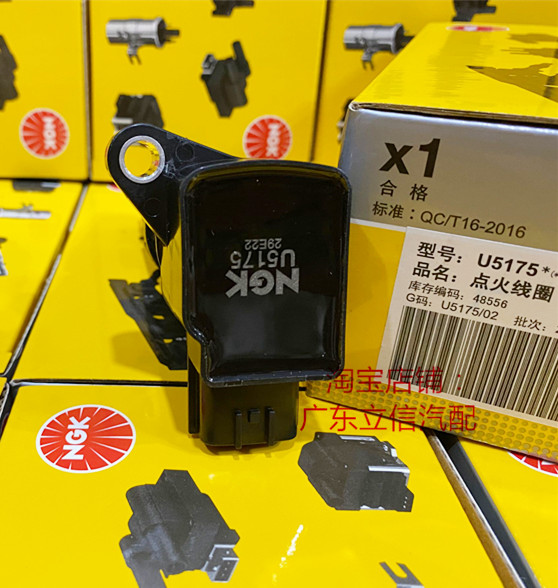 NGK
NGK
NGK
U5175
29E22
x1
合格
标准：QC/T16-2016
型号：U5175*(
品名：点火线圈
库存编码：48556
G码：U5175/02
批次：
淘宝店铺：
广东立信汽配
NGK